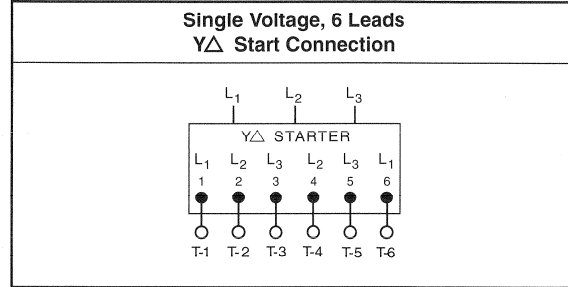 Single Voltage, 6 Leads
Y△ Start Connection
L1 L2 L3
Y△ STARTER
L1 L2 L3 L2 L3 L1
1 2 3 4 5 6
T-1 T-2 T-3 T-4 T-5 T-6